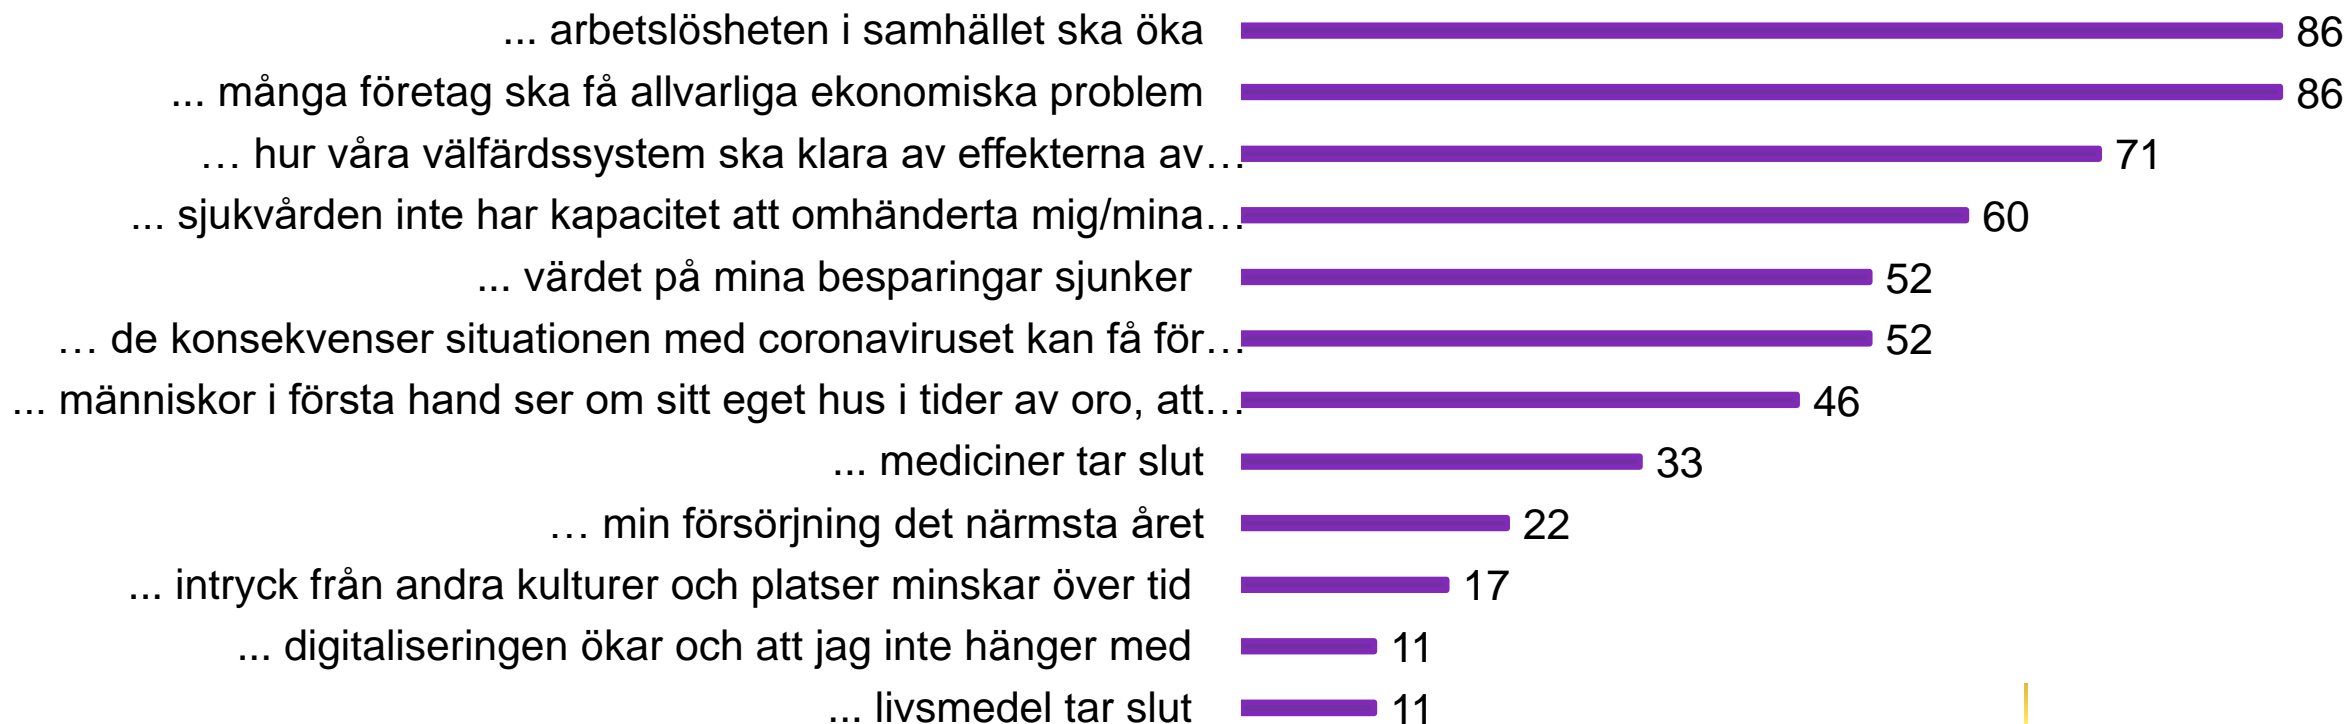 ... arbetslösheten i samhället ska öka 86
... många företag ska få allvarliga ekonomiska problem 86
… hur våra välfärdssystem ska klara av effekterna av… 71
... sjukvården inte har kapacitet att omhänderta mig/mina… 60
... värdet på mina besparingar sjunker 52
… de konsekvenser situationen med coronaviruset kan få för… 52
... människor i första hand ser om sitt eget hus i tider av oro, att… 46
... mediciner tar slut 33
… min försörjning det närmsta året 22
... intryck från andra kulturer och platser minskar över tid 17
... digitaliseringen ökar och att jag inte hänger med 11
... livsmedel tar slut 11